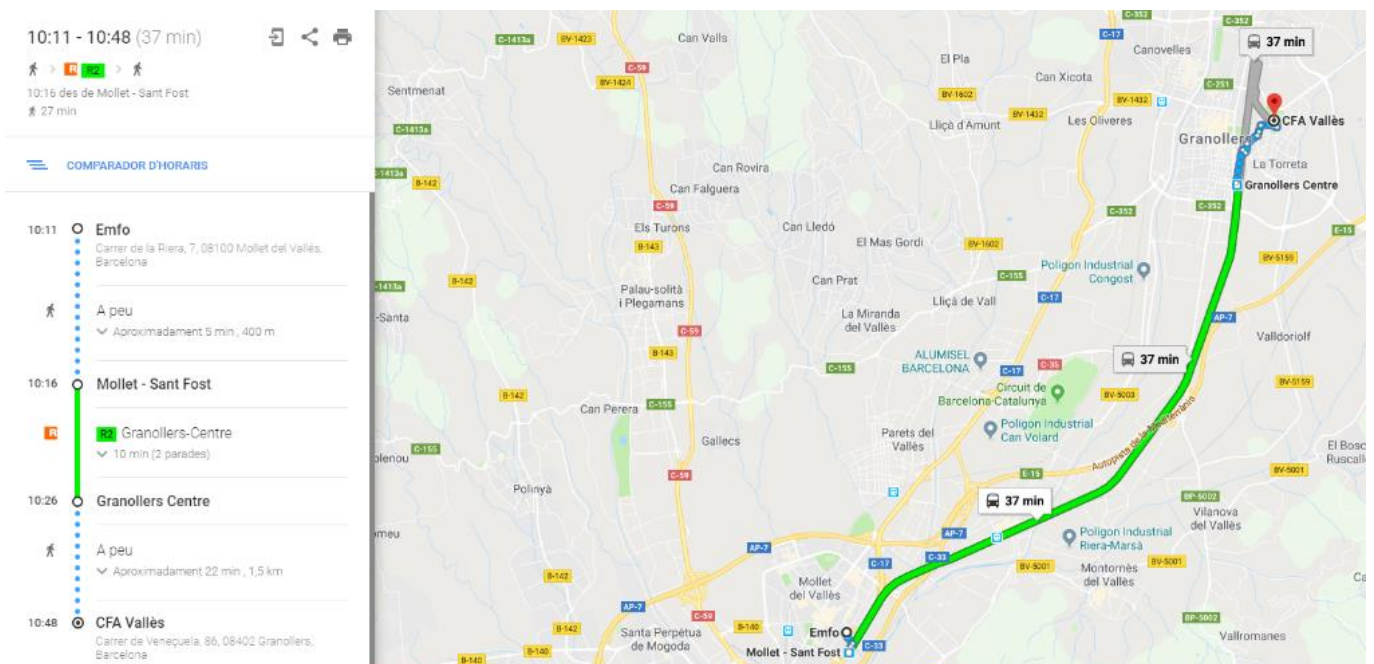 10:11 - 10:48 (37 min)
R R2
10:16 des de Mollet - Sant Fost
27 min
COMPARADOR D'HORARIS
10:11 Emfo
Carrer de la Riera, 7, 08100 Mollet del Vallès,
Barcelona
A peu
Aproximadament 5 min , 400 m
10:16 Mollet - Sant Fost
R R2 Granollers-Centre
10 min (2 parades)
10:26 Granollers Centre
A peu
Aproximadament 22 min , 1,5 km
10:48 CFA Vallès
Carrer de Veneçuela, 86, 08402 Granollers,
Barcelona
C-352
C-352
C-1413a
BV-1423
Can Valls
C-17
Canovelles
37 min
El Pla
C-59
BV-1424
Can Xicota
C-251
Sentmenat
BV-1602
BV-1432
BV-1432
Les Oliveres
Lliçà d'Amunt
CFA Vallès
C-1413a
Granollers
La Torreta
Can Rovira
C-1413a
B-142
Can Falguera
Granollers Centre
C-59
C-352
C-352
Els Turons
Can Lledó
E-15
B-143
El Mas Gordi
BV-1602
BV-5159
Polígon Industrial
Congost
C-155
Can Prat
B-142
C-1413a
Palau-solità
i Plegamans
Lliçà de Vall
C-17
-Santa
La Miranda
del Vallès
AP-7
C-59
Valldoriolf
B-143
ALUMISEL
BARCELONA
37 min
C-155
C-17
C-35
BV-5159
B-142
Circuit de
Barcelona-Catalunya
BV-5003
Can Perera
C-155
Autopista de la Mediterrània
Parets del
Vallès
Polígon Industrial
Can Volard
Gallecs
C-155
plenou
El Bosc
Ruscall
C-59
E-15
BV-5001
Polinyà
37 min
BP-5002
Vilanova
del Vallès
omeu
AP-7
AP-7
Polígon Industrial
Riera-Marsà
C-17
C-33
BV-5001
Montornès
del Vallès
BV-5001
B-142
Mollet
del Vallès
Ca
AP-7
C-59
BP-5002
B-142
Santa Perpètua
de Mogoda
B-140
Emfo
Vallromanes
Mollet - Sant Fost
C-33
B-140
B-140